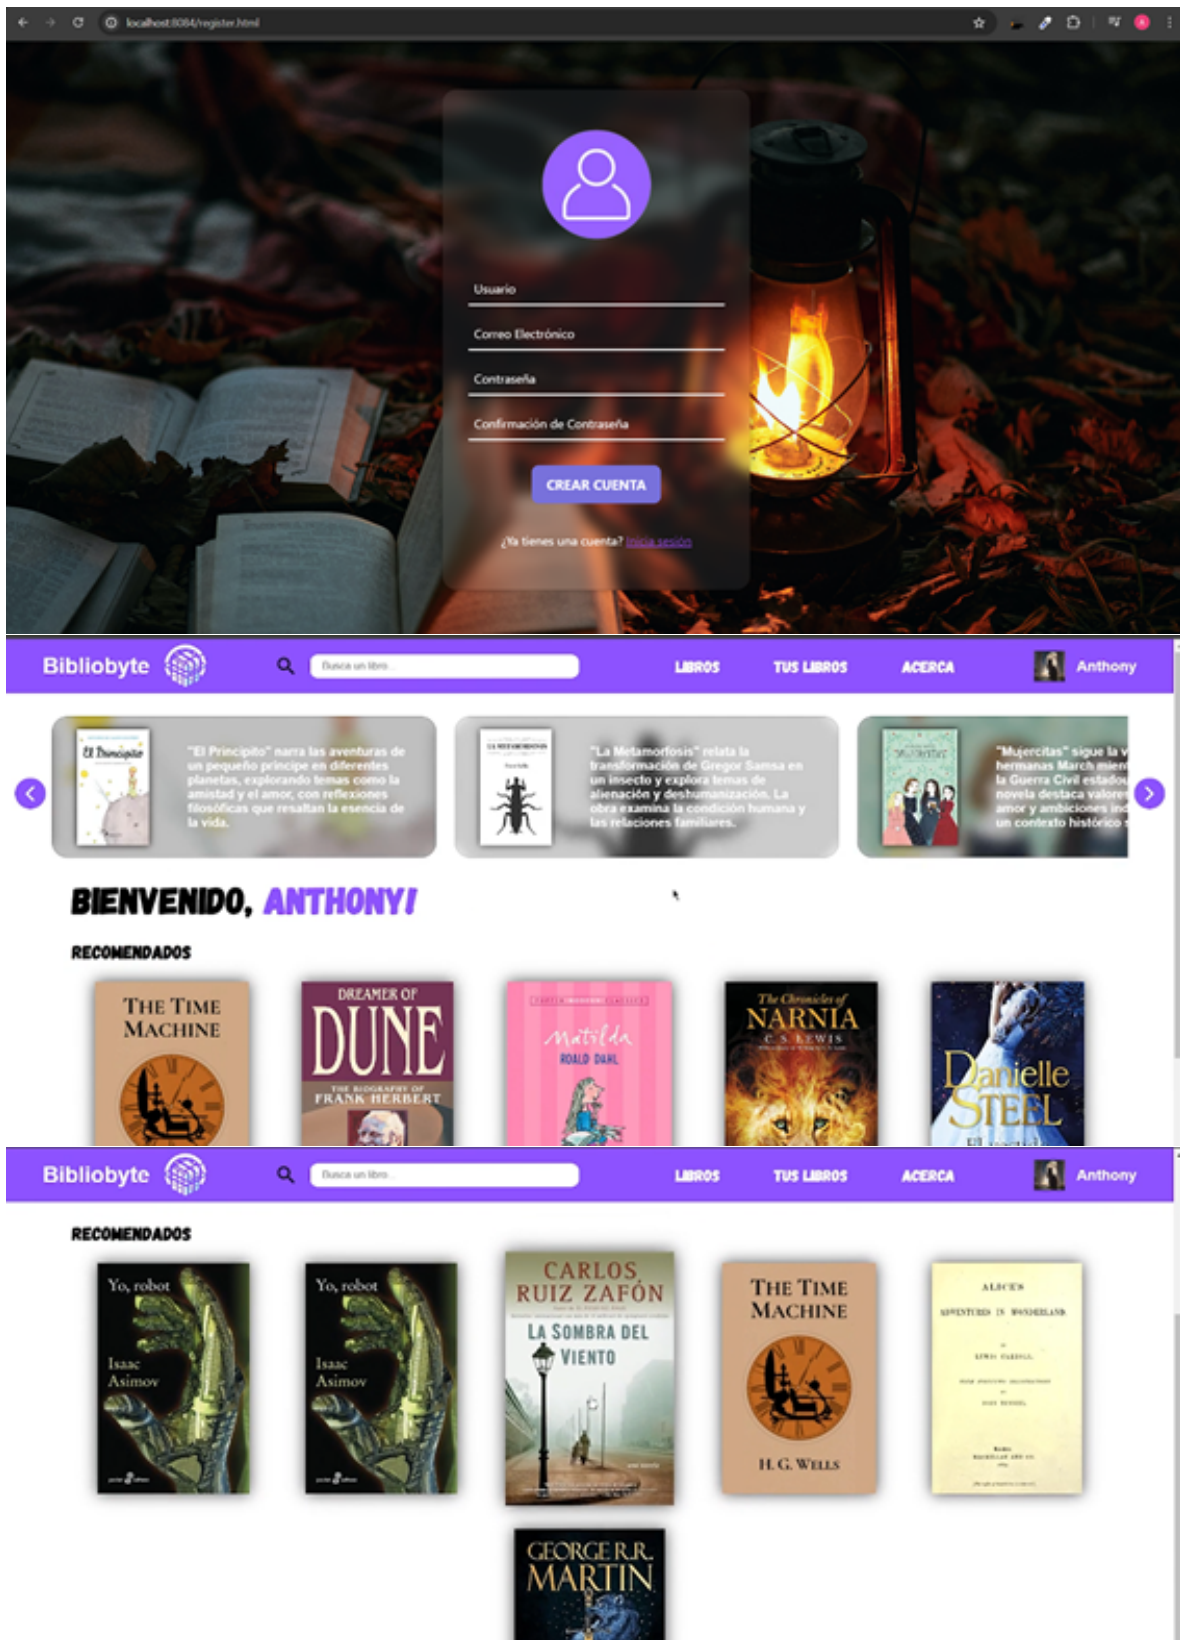 localhost:8084/register.html
Usuario
Correo Electrónico
Contraseña
Confirmación de Contraseña
CREAR CUENTA
¿Ya tienes una cuenta? Inicia sesión
Bibliobyte
Busca un libro...
LIBROS
TUS LIBROS
ACERCA
Anthony
El Principito
"El Principito" narra las aventuras de
un pequeño príncipe en diferentes
planetas, explorando temas como la
amistad y el amor, con reflexiones
filosóficas que resaltan la esencia de
la vida.
LA METAMORFOSIS
"La Metamorfosis" relata la
transformación de Gregor Samsa en
un insecto y explora temas de
alienación y deshumanización. La
obra examina la condición humana y
las relaciones familiares.
MUJERCITAS
"Mujercitas" sigue la v
hermanas March mient
la Guerra Civil estadou
novela destaca valores
amor y ambiciones ind
un contexto histórico
BIENVENIDO, ANTHONY!
RECOMENDADOS
THE TIME
MACHINE
DREAMER OF
DUNE
THE BIOGRAPHY OF
FRANK HERBERT
Matilda
ROALD DAHL
The Chronicles of
NARNIA
C. S. LEWIS
Danielle
STEEL
Bibliobyte
Busca un libro...
LIBROS
TUS LIBROS
ACERCA
Anthony
RECOMENDADOS
Yo, robot
Isaac
Asimov
Yo, robot
Isaac
Asimov
CARLOS
RUIZ ZAFÓN
LA SOMBRA DEL
VIENTO
THE TIME
MACHINE
H. G. WELLS
ALICE'S
ADVENTURES IN WONDERLAND.
BY
LEWIS CARROLL.
GEORGE R.R.
MARTIN